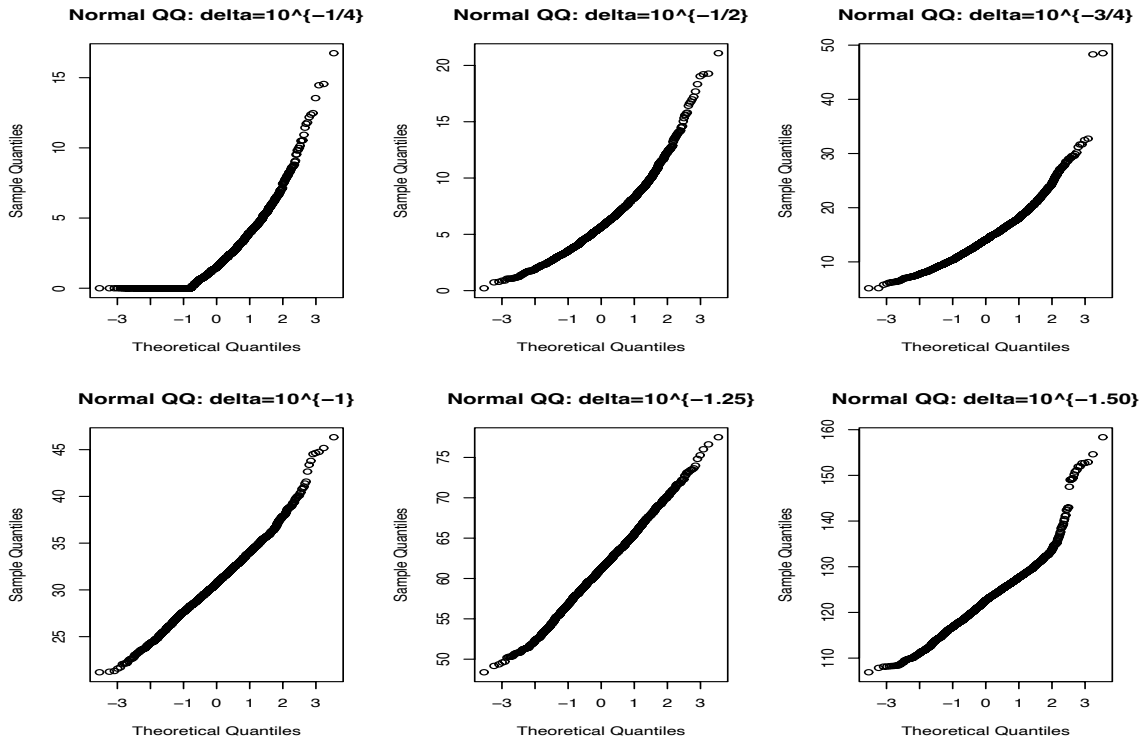 Normal QQ: delta=10^{−1/4}
Normal QQ: delta=10^{−1/2}
Normal QQ: delta=10^{−3/4}
Sample Quantiles
0 5 10 15
−3 −1 0 1 2 3
Theoretical Quantiles
Sample Quantiles
0 5 10 15 20
−3 −1 0 1 2 3
Theoretical Quantiles
Sample Quantiles
10 20 30 40 50
−3 −1 0 1 2 3
Theoretical Quantiles
Normal QQ: delta=10^{−1}
Normal QQ: delta=10^{−1.25}
Normal QQ: delta=10^{−1.50}
Sample Quantiles
25 30 35 40 45
−3 −1 0 1 2 3
Theoretical Quantiles
Sample Quantiles
50 55 60 65 70 75
−3 −1 0 1 2 3
Theoretical Quantiles
Sample Quantiles
110 120 130 140 150 160
−3 −1 0 1 2 3
Theoretical Quantiles